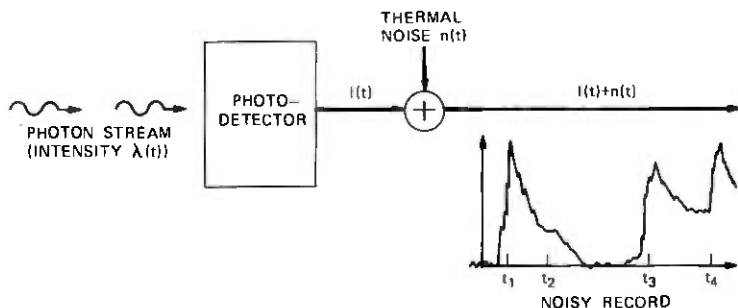 THERMAL
NOISE n(t)
PHOTO-
DETECTOR
I(t)
I(t)+n(t)
PHOTON STREAM
(INTENSITY λ(t))
t1
t2
t3
t4
NOISY RECORD